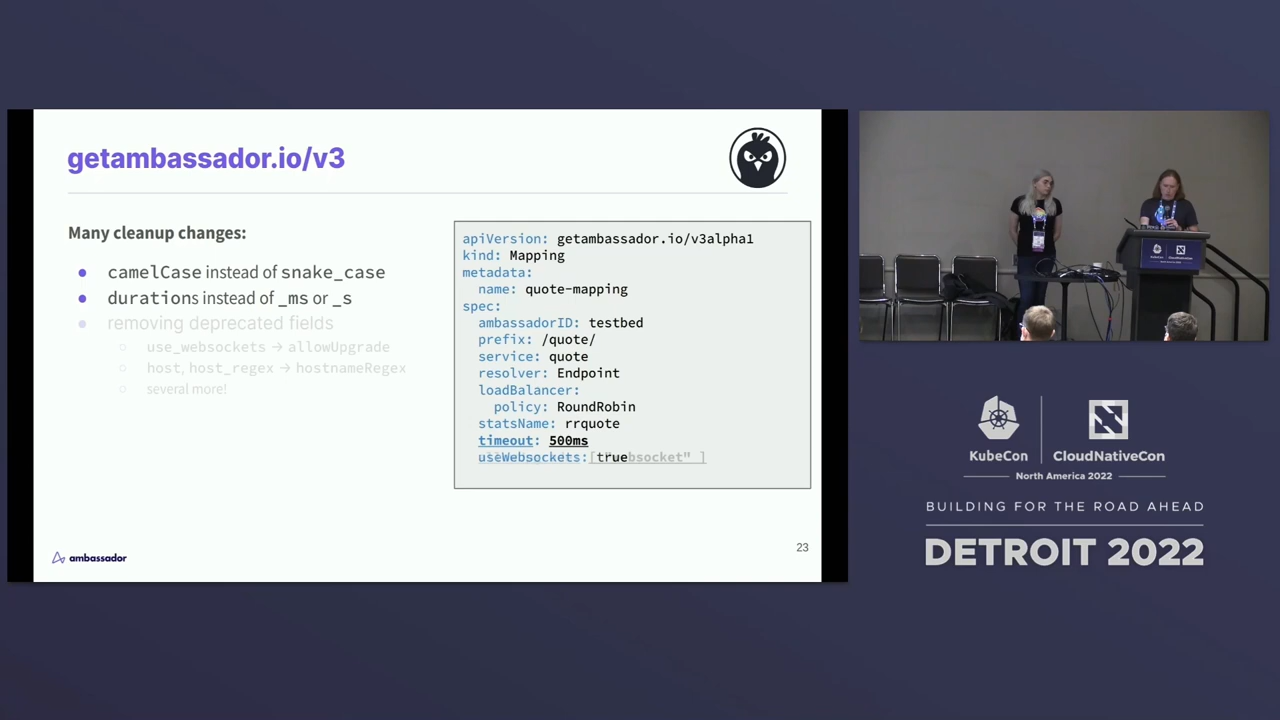 getambassador.io/v3
Many cleanup changes:
camelCase instead of snake_case
durations instead of _ms or _s
removing deprecated fields
use_websockets → allowUpgrade
host, host_regex → hostnameRegex
several more!
apiVersion: getambassador.io/v3alpha1
kind: Mapping
metadata:
name: quote-mapping
spec:
ambassadorID: testbed
prefix: /quote/
service: quote
resolver: Endpoint
loadBalancer:
policy: RoundRobin
statsName: rrquote
timeout: 500ms
useWebsockets: true
ambassador
23
KubeCon
CloudNativeCon
North America 2022
BUILDING FOR THE ROAD AHEAD
DETROIT 2022